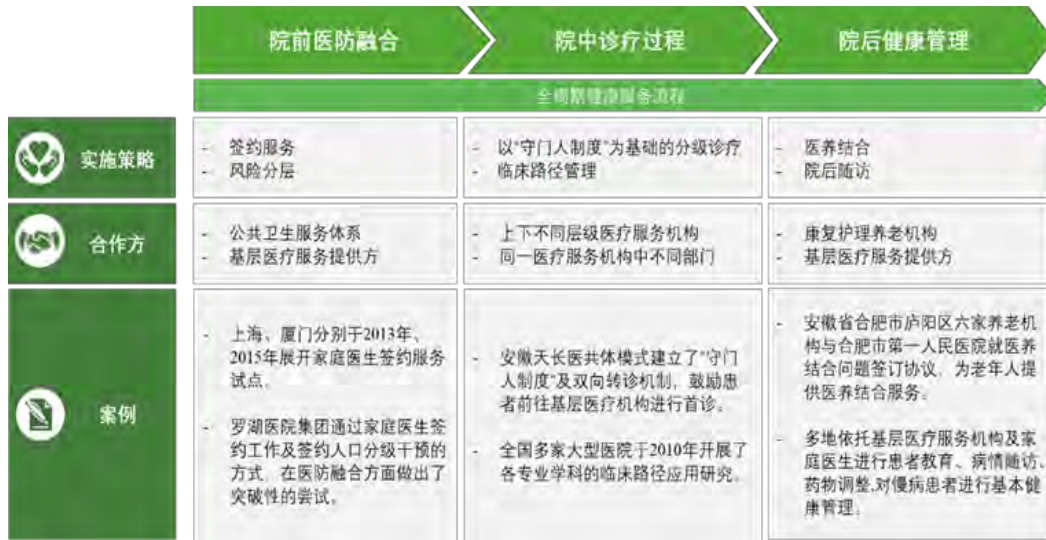 院前医防融合
院中诊疗过程
院后健康管理
全周期健康服务流程
实施策略
- 签约服务
- 风险分层
- 以“守门人制度”为基础的分级诊疗
- 临床路径管理
- 医养结合
- 院后随访
合作方
- 公共卫生服务体系
- 基层医疗服务提供方
- 上下不同层级医疗服务机构
- 同一医疗服务机构中不同部门
- 康复护理养老机构
- 基层医疗服务提供方
案例
- 上海、厦门分别于2013年、
2015年展开家庭医生签约服务
试点。
- 罗湖医院集团通过家庭医生签
约工作及签约人口分级干预的
方式，在医防融合方面做出了
突破性的尝试。
- 安徽天长医共体模式建立了“守门
人制度”及双向转诊机制，鼓励患
者前往基层医疗机构进行首诊。
- 全国多家大型医院于2010年开展了
各专业学科的临床路径应用研究。
- 安徽省合肥市庐阳区六家养老机
构与合肥市第一人民医院就医养
结合问题签订协议，为老年人提
供医养结合服务。
- 多地依托基层医疗服务机构及家
庭医生进行患者教育、病情随访、
药物调整,对慢病患者进行基本健
康管理。